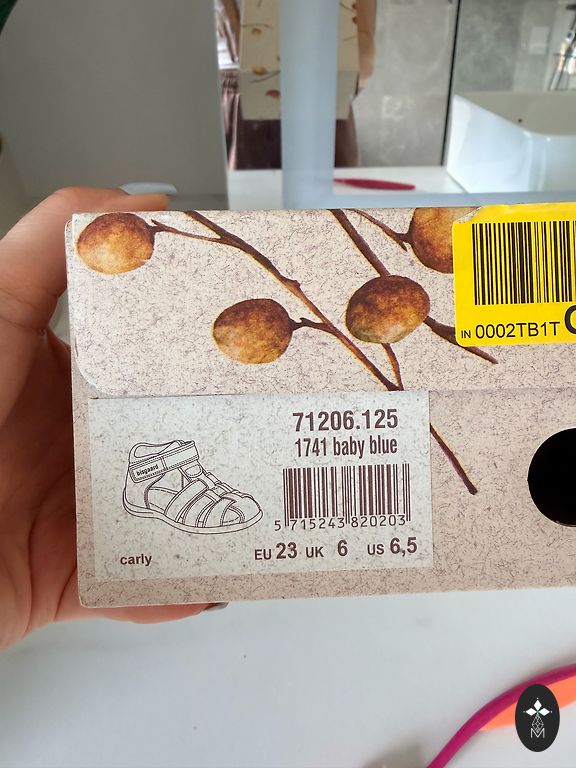 IN 0002TB1T
71206.125
1741 baby blue
bisgaard
5 715243 820203
carly
EU 23 UK 6 US 6,5
M